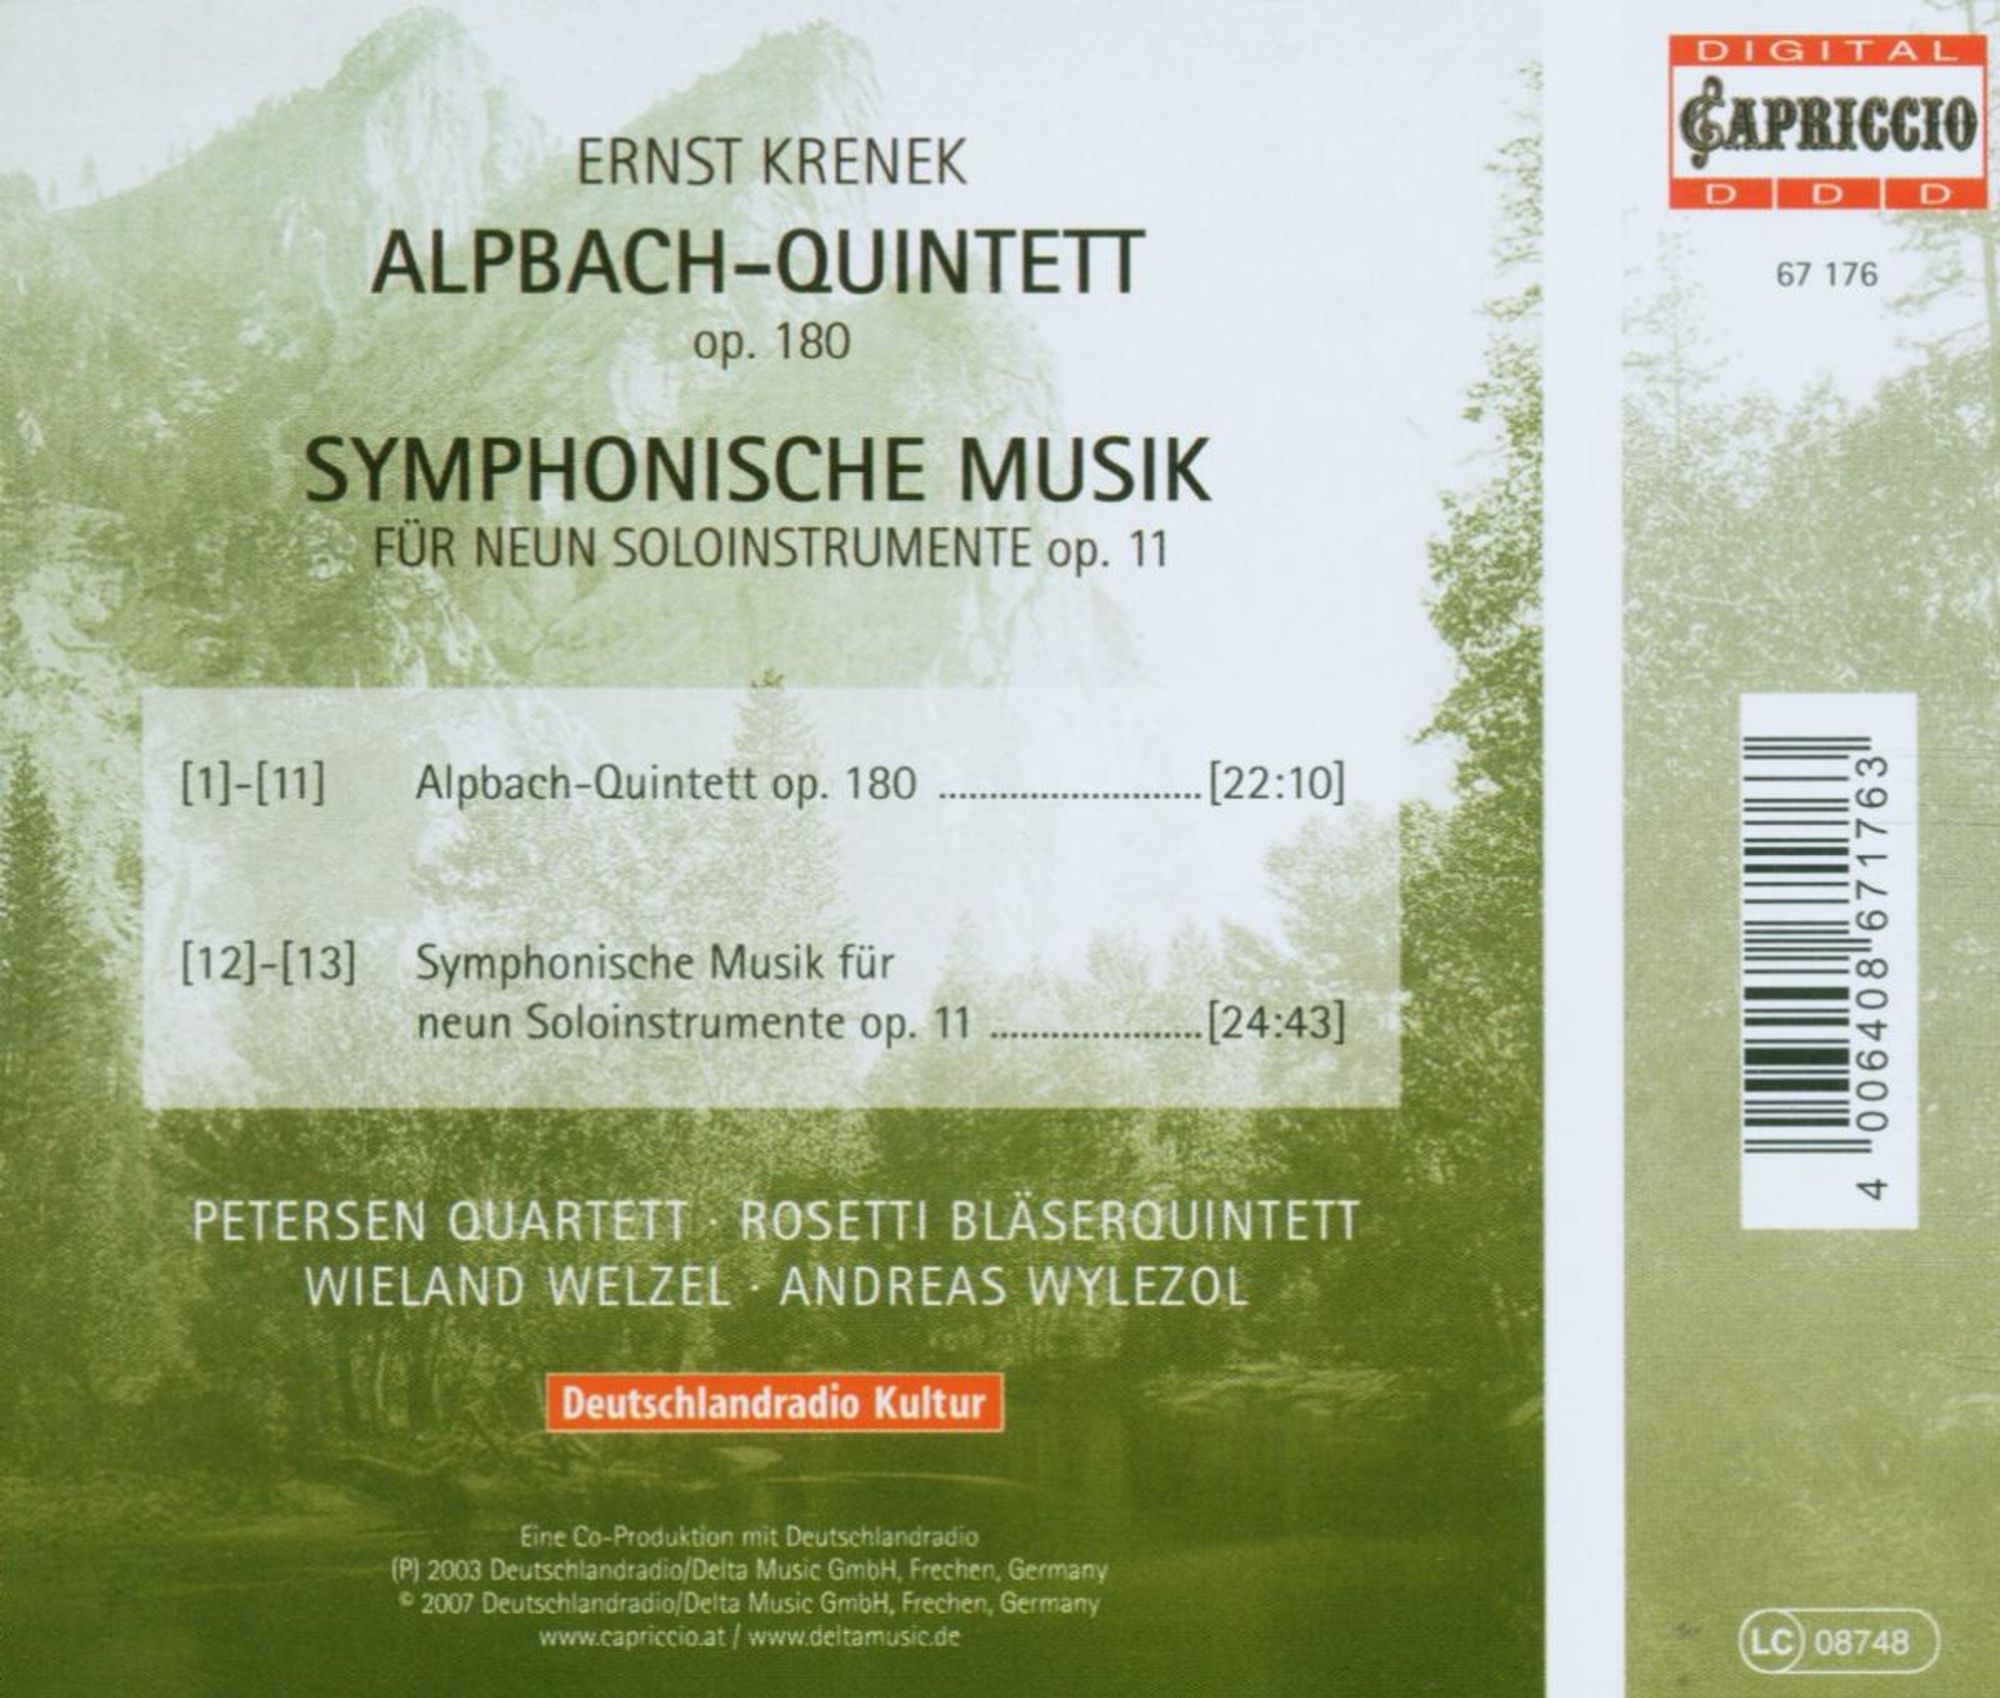 ERNST KRENEK
ALPBACH-QUINTETT
op. 180
SYMPHONISCHE MUSIK
FÜR NEUN SOLOINSTRUMENTE op. 11
[1]-[11] Alpbach-Quintett op. 180 .......................... [22:10]
[12]-[13] Symphonische Musik für
neun Soloinstrumente op. 11 ..................... [24:43]
PETERSEN QUARTETT · ROSETTI BLÄSERQUINTETT
WIELAND WELZEL · ANDREAS WYLEZOL
Deutschlandradio Kultur
Eine Co-Produktion mit Deutschlandradio
(P) 2003 Deutschlandradio/Delta Music GmbH, Frechen, Germany
© 2007 Deutschlandradio/Delta Music GmbH, Frechen, Germany
www.capriccio.at / www.deltamusic.de
DIGITAL
CAPRICCIO
D D D
67 176
4 006408 671763
LC 08748